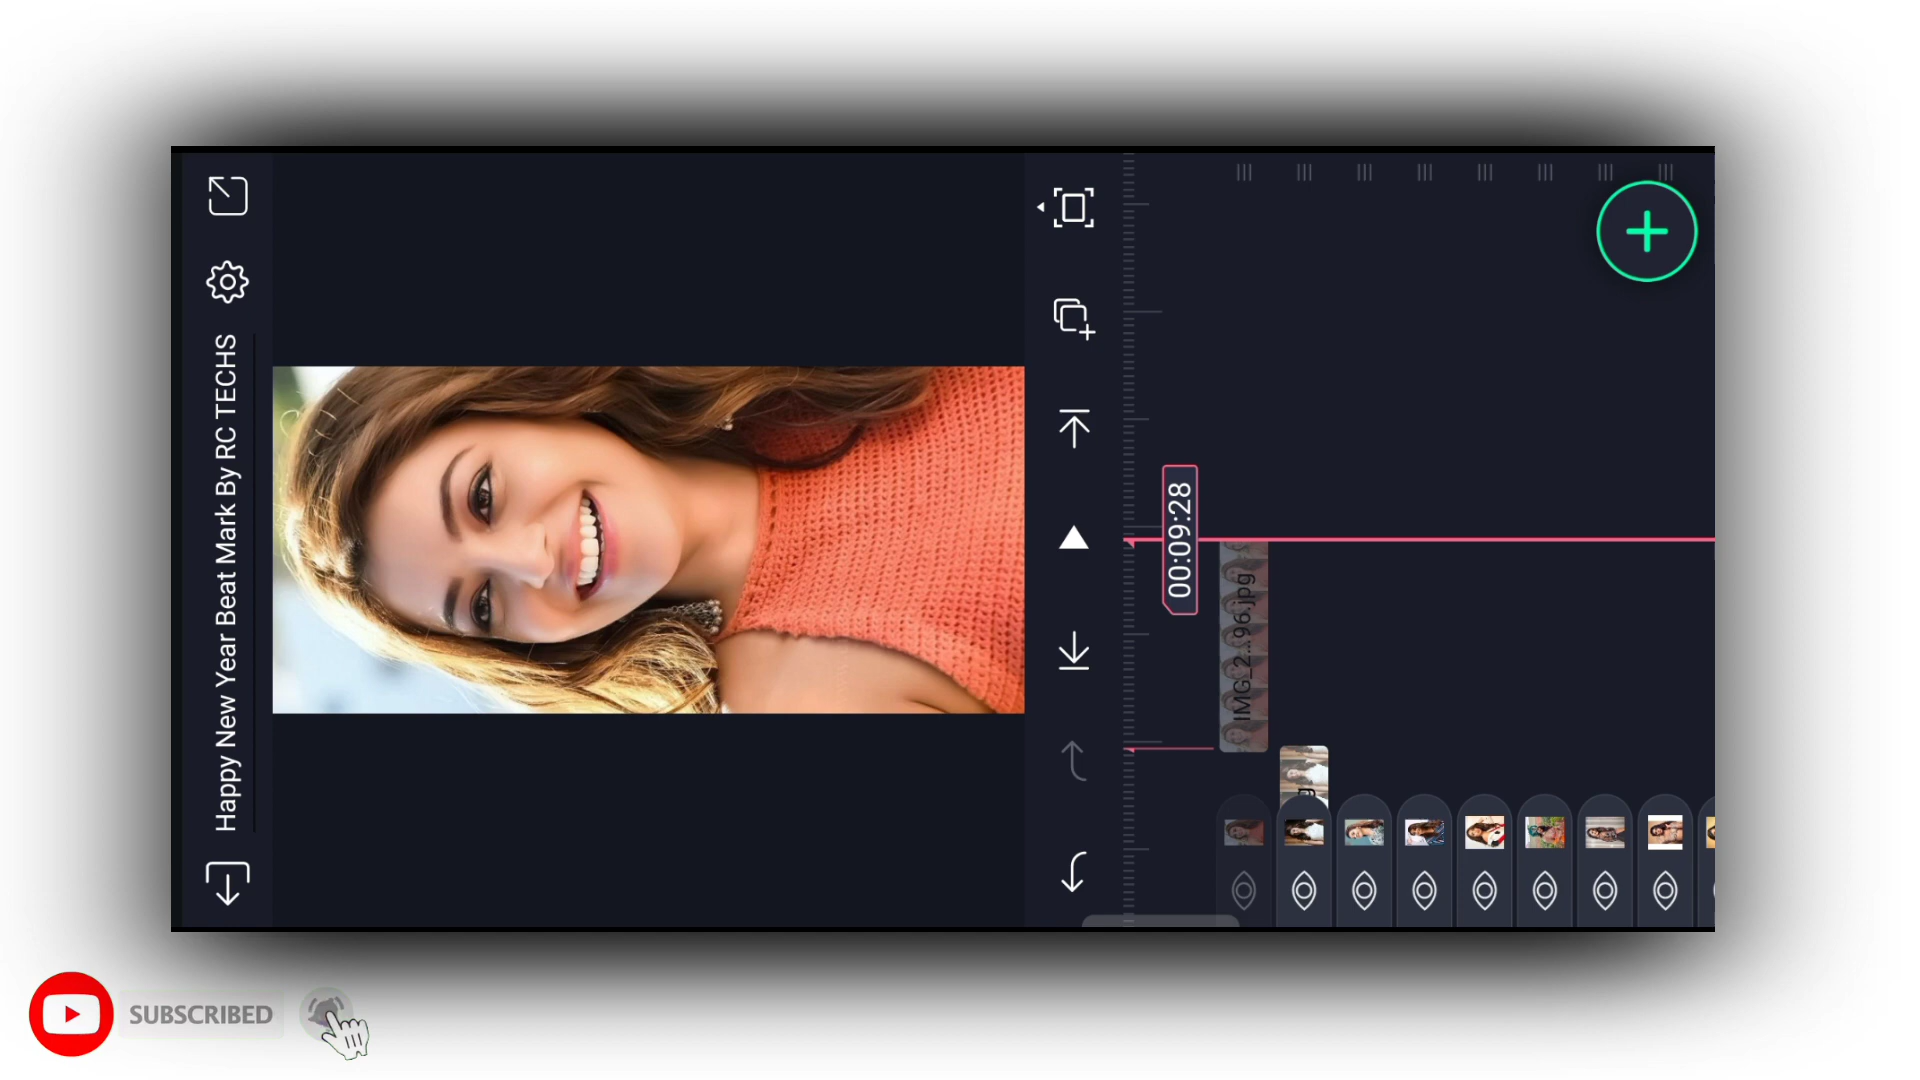 Happy New Year Beat Mark By RC TECHS
00:09:28
IMG_2...96.jpg
SUBSCRIBED